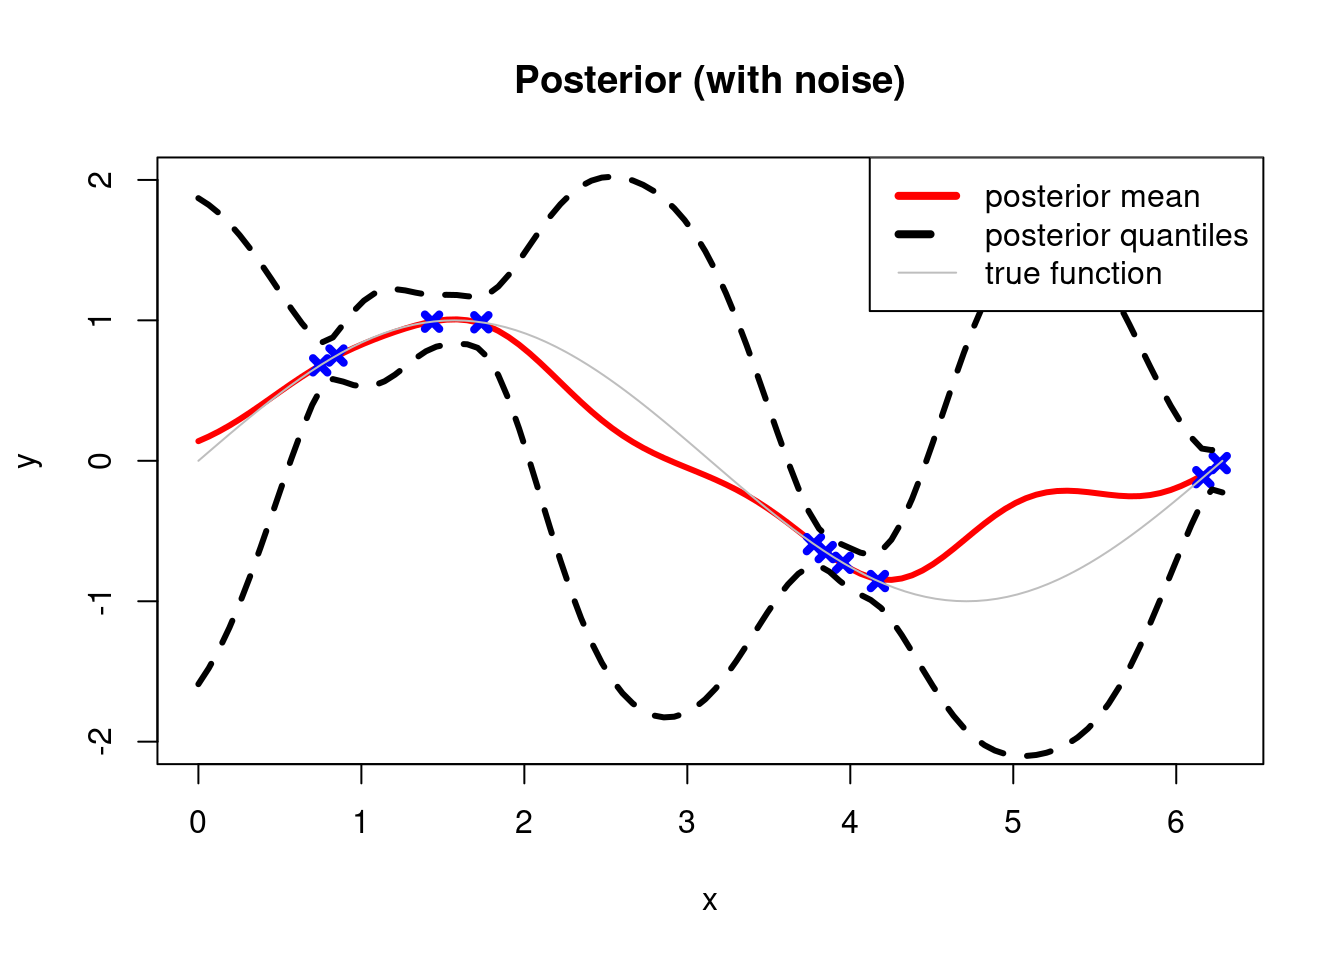 Posterior (with noise)
posterior mean
posterior quantiles
true function
y
2
1
0
-1
-2
0 1 2 3 4 5 6
x